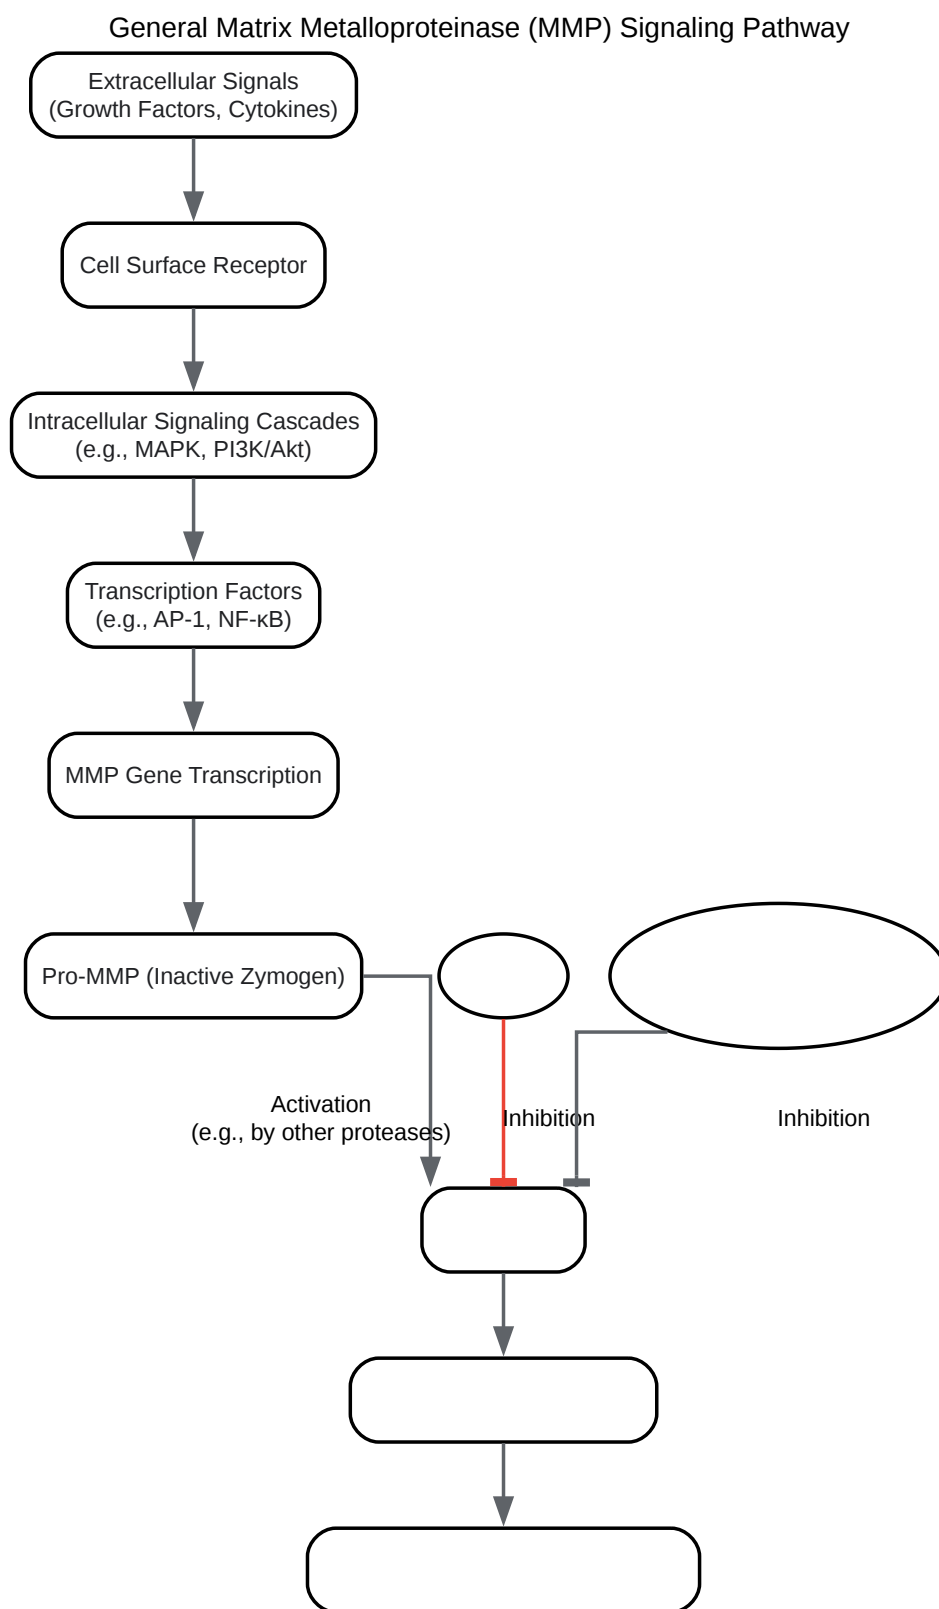 General Matrix Metalloproteinase (MMP) Signaling Pathway
Extracellular Signals
(Growth Factors, Cytokines)
Cell Surface Receptor
Intracellular Signaling Cascades
(e.g., MAPK, PI3K/Akt)
Transcription Factors
(e.g., AP-1, NF-κB)
MMP Gene Transcription
Pro-MMP (Inactive Zymogen)
Activation
(e.g., by other proteases)
Inhibition
Inhibition